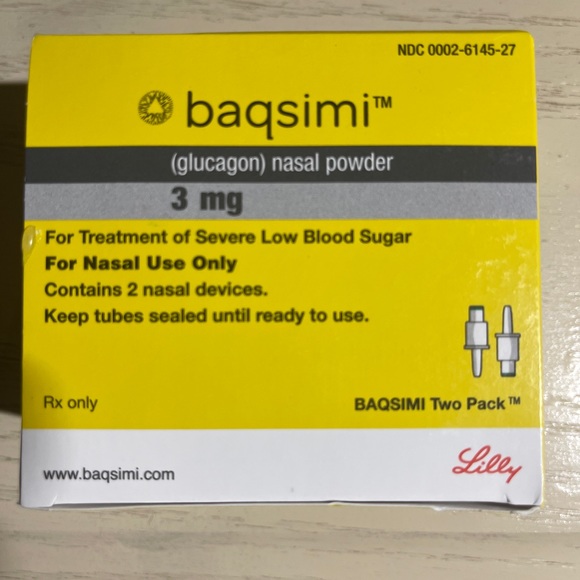 NDC 0002-6145-27
baqsimi™
(glucagon) nasal powder
3 mg
For Treatment of Severe Low Blood Sugar
For Nasal Use Only
Contains 2 nasal devices.
Keep tubes sealed until ready to use.
Rx only
BAQSIMI Two Pack™
www.baqsimi.com
Lilly